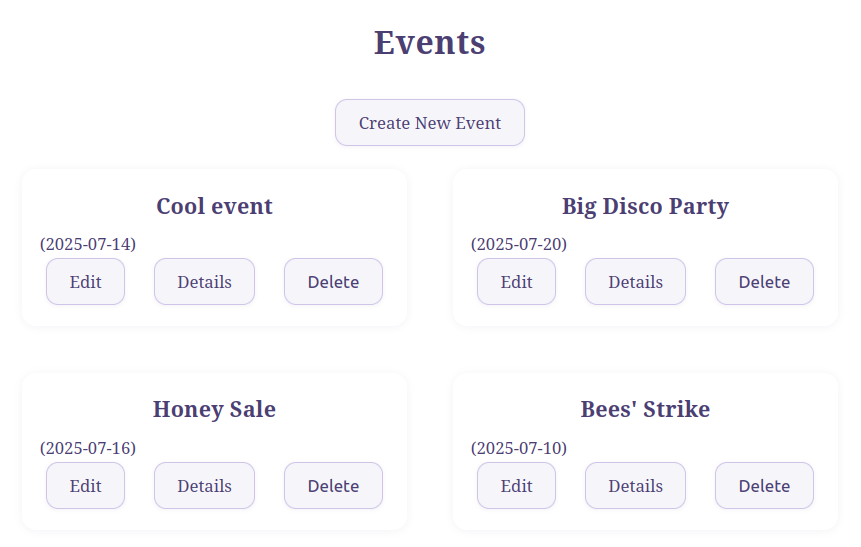 Events
Create New Event
Cool event
(2025-07-14)
Edit Details Delete
Big Disco Party
(2025-07-20)
Edit Details Delete
Honey Sale
(2025-07-16)
Edit Details Delete
Bees' Strike
(2025-07-10)
Edit Details Delete